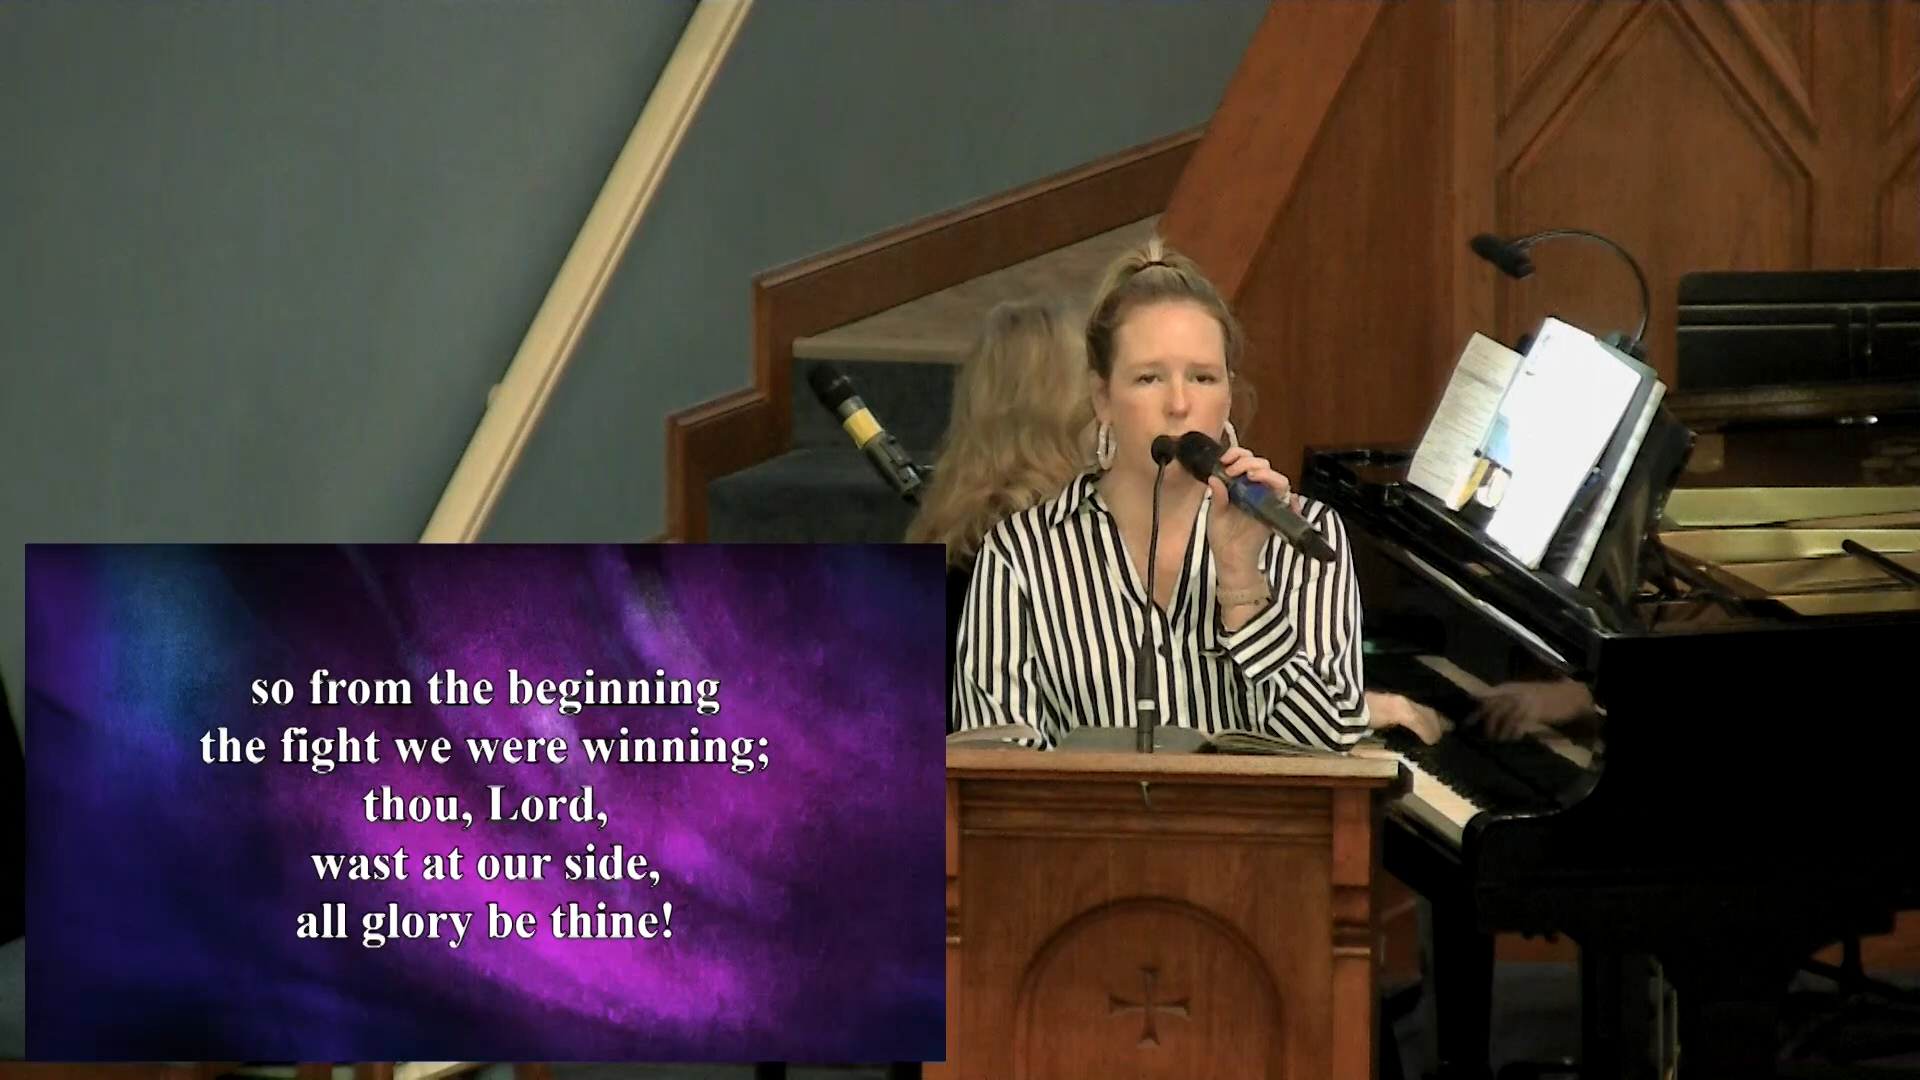 so from the beginning
the fight we were winning;
thou, Lord,
wast at our side,
all glory be thine!